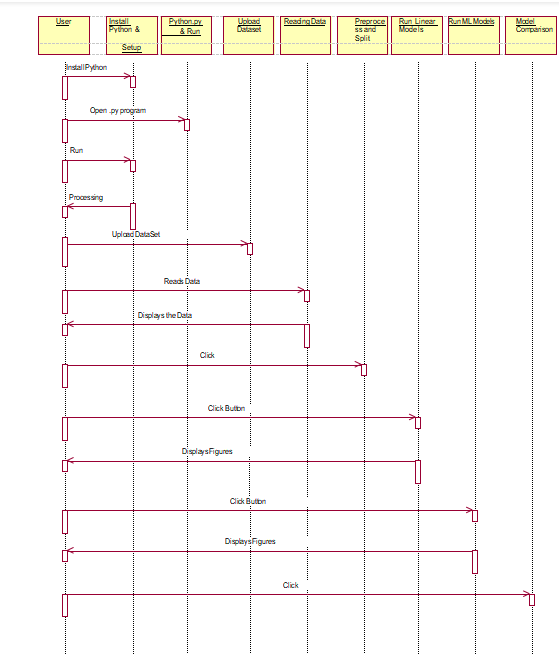 User
Install
Python &
Setup
Python.py
& Run
Upload
Dataset
Reading Data
Preproce
ss and
Split
Run Linear
Models
Run ML Models
Model
Comparison
Install Python
Open .py program
Run
Processing
Upload DataSet
Reads Data
Displays the Data
Click
Click Button
Displays Figures
Click Button
Displays Figures
Click